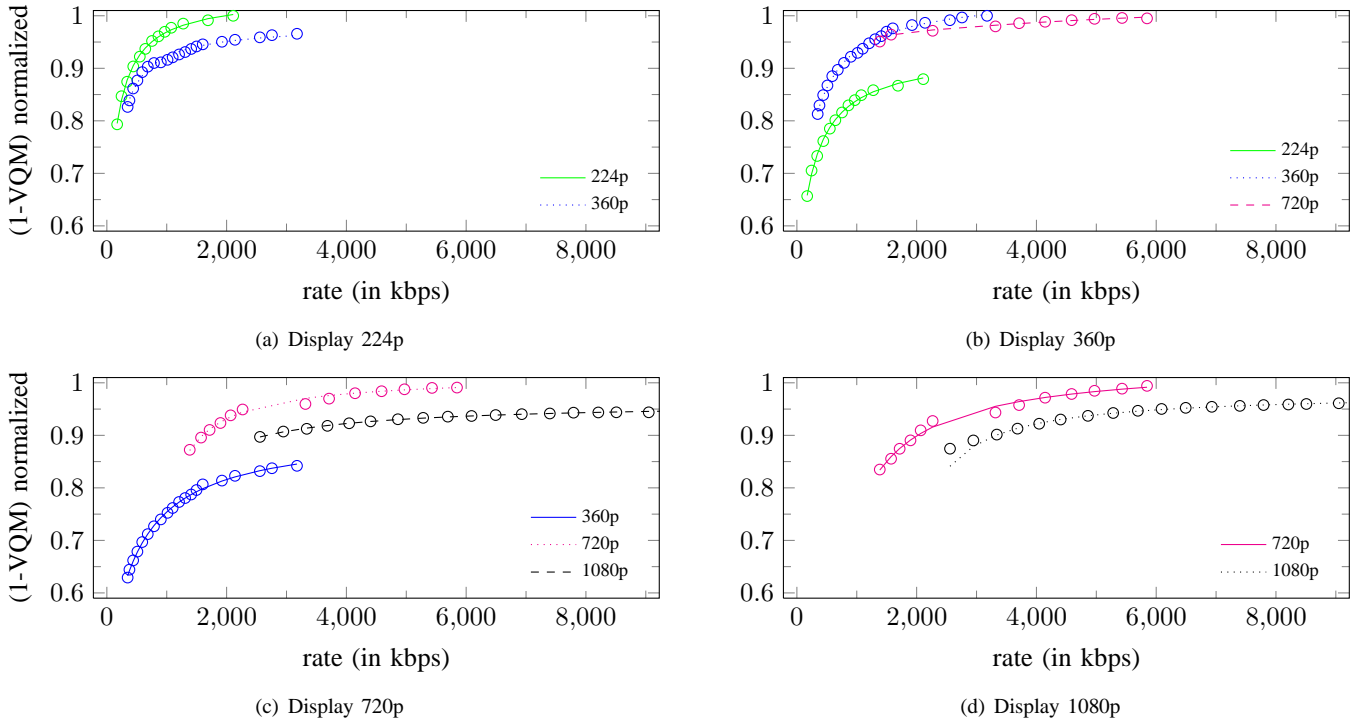 (1-VQM) normalized
1
0.9
0.8
0.7
0.6
0
2,000
4,000
6,000
8,000
224p
360p
rate (in kbps)
(a) Display 224p
1
0.9
0.8
0.7
0.6
0
2,000
4,000
6,000
8,000
224p
360p
720p
rate (in kbps)
(b) Display 360p
(1-VQM) normalized
1
0.9
0.8
0.7
0.6
0
2,000
4,000
6,000
8,000
360p
720p
1080p
rate (in kbps)
(c) Display 720p
1
0.9
0.8
0.7
0.6
0
2,000
4,000
6,000
8,000
720p
1080p
rate (in kbps)
(d) Display 1080p